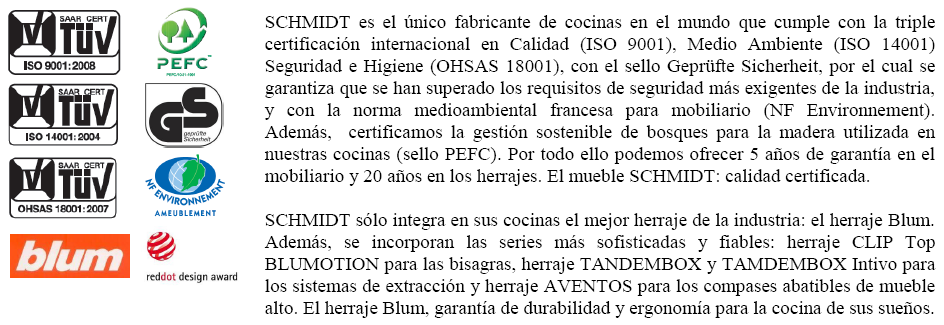 SAAR CERT
TÜV
ISO 9001:2008
PEFC
SAAR CERT
TÜV
ISO 14001:2004
GS
geprüfte
Sicherheit
SAAR CERT
TÜV
OHSAS 18001:2007
NF ENVIRONNEMENT
AMEUBLEMENT
blum
reddot design award
SCHMIDT es el único fabricante de cocinas en el mundo que cumple con la triple
certificación internacional en Calidad (ISO 9001), Medio Ambiente (ISO 14001)
Seguridad e Higiene (OHSAS 18001), con el sello Geprüfte Sicherheit, por el cual se
garantiza que se han superado los requisitos de seguridad más exigentes de la industria,
y con la norma medioambiental francesa para mobiliario (NF Environnement).
Además, certificamos la gestión sostenible de bosques para la madera utilizada en
nuestras cocinas (sello PEFC). Por todo ello podemos ofrecer 5 años de garantía en el
mobiliario y 20 años en los herrajes. El mueble SCHMIDT: calidad certificada.
SCHMIDT sólo integra en sus cocinas el mejor herraje de la industria: el herraje Blum.
Además, se incorporan las series más sofisticadas y fiables: herraje CLIP Top
BLUMOTION para las bisagras, herraje TANDEMBOX y TAMDEMBOX Intivo para
los sistemas de extracción y herraje AVENTOS para los compases abatibles de mueble
alto. El herraje Blum, garantía de durabilidad y ergonomía para la cocina de sus sueños.